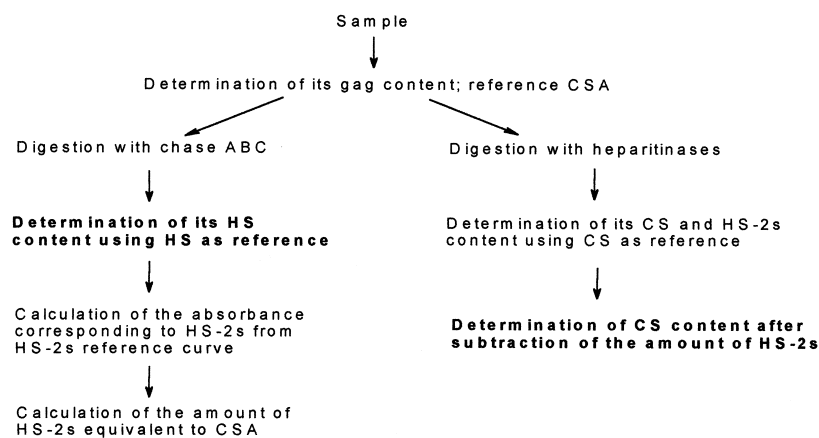 Sample
Determination of its gag content; reference CSA
Digestion with chase ABC
Determination of its HS
content using HS as reference
Calculation of the absorbance
corresponding to HS-2s from
HS-2s reference curve
Calculation of the amount of
HS-2s equivalent to CSA
Digestion with heparitinases
Determination of its CS and HS-2s
content using CS as reference
Determination of CS content after
subtraction of the amount of HS-2s